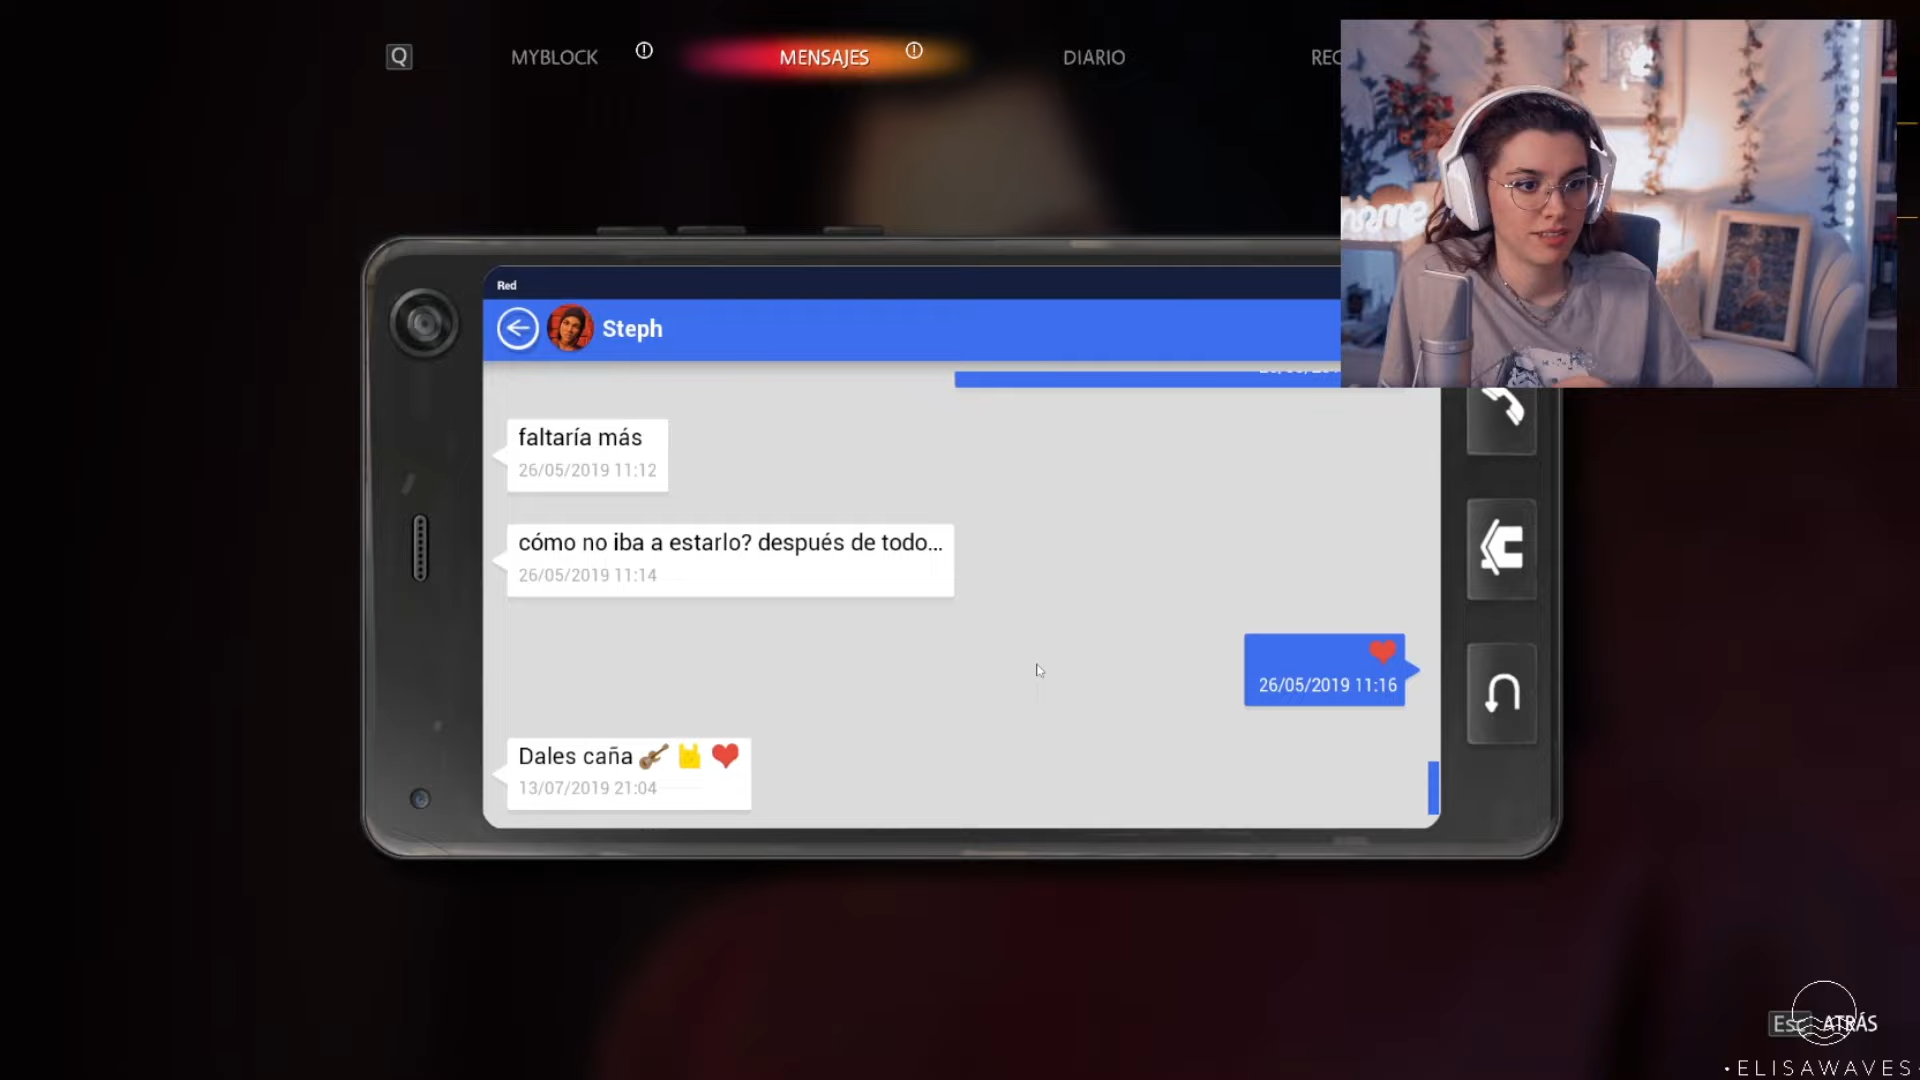 Q MYBLOCK MENSAJES DIARIO REC
home
Red
Steph
faltaría más
26/05/2019 11:12
cómo no iba a estarlo? después de todo...
26/05/2019 11:14
26/05/2019 11:16
Dales caña
13/07/2019 21:04
Esc ATRÁS
•ELISAWAVES